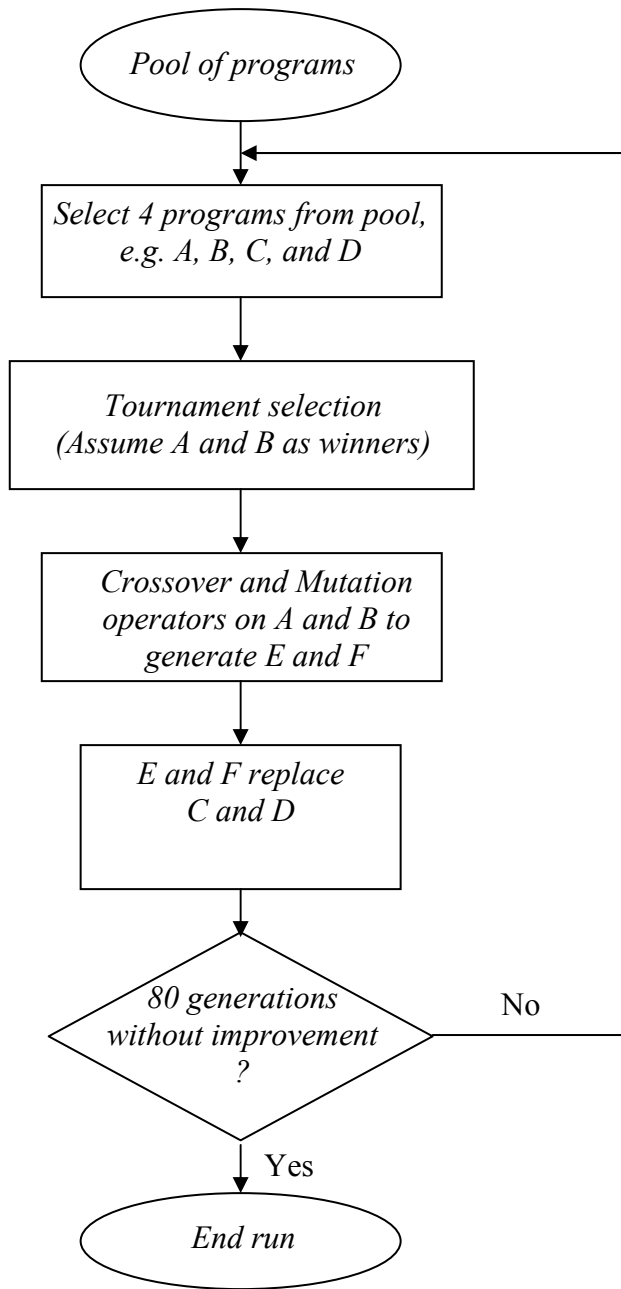 Pool of programs
Select 4 programs from pool,
e.g. A, B, C, and D
Tournament selection
(Assume A and B as winners)
Crossover and Mutation
operators on A and B to
generate E and F
E and F replace
C and D
80 generations
without improvement
?
No
Yes
End run